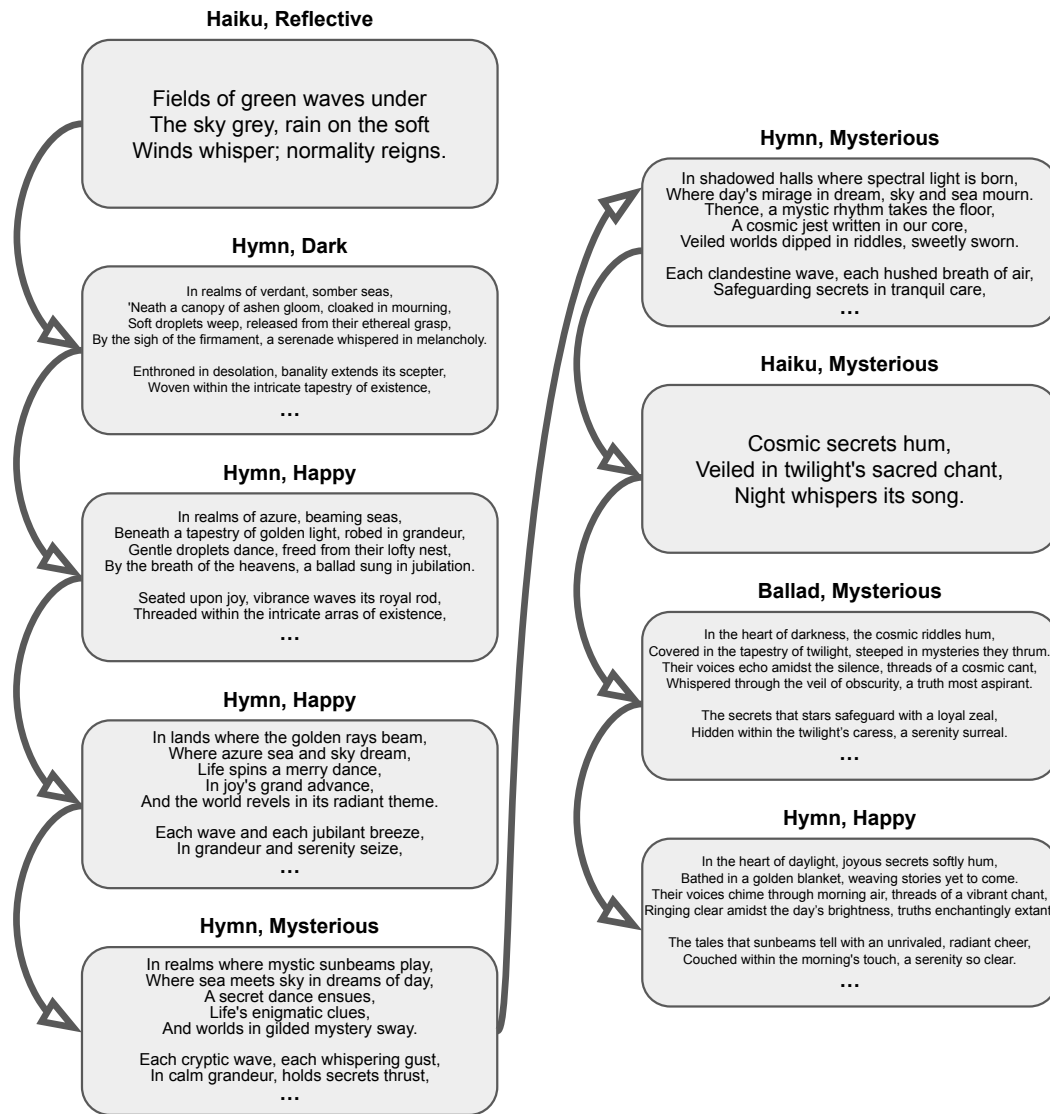 Haiku, Reflective
Fields of green waves under
The sky grey, rain on the soft
Winds whisper; normality reigns.
Hymn, Dark
In realms of verdant, somber seas,
'Neath a canopy of ashen gloom, cloaked in mourning,
Soft droplets weep, released from their ethereal grasp,
By the sigh of the firmament, a serenade whispered in melancholy.
Enthroned in desolation, banality extends its scepter,
Woven within the intricate tapestry of existence,
...
Hymn, Happy
In realms of azure, beaming seas,
Beneath a tapestry of golden light, robed in grandeur,
Gentle droplets dance, freed from their lofty nest,
By the breath of the heavens, a ballad sung in jubilation.
Seated upon joy, vibrance waves its royal rod,
Threaded within the intricate arras of existence,
...
Hymn, Happy
In lands where the golden rays beam,
Where azure sea and sky dream,
Life spins a merry dance,
In joy's grand advance,
And the world revels in its radiant theme.
Each wave and each jubilant breeze,
In grandeur and serenity seize,
...
Hymn, Mysterious
In realms where mystic sunbeams play,
Where sea meets sky in dreams of day,
A secret dance ensues,
Life's enigmatic clues,
And worlds in gilded mystery sway.
Each cryptic wave, each whispering gust,
In calm grandeur, holds secrets thrust,
...
Hymn, Mysterious
In shadowed halls where spectral light is born,
Where day's mirage in dream, sky and sea mourn.
Thence, a mystic rhythm takes the floor,
A cosmic jest written in our core,
Veiled worlds dipped in riddles, sweetly sworn.
Each clandestine wave, each hushed breath of air,
Safeguarding secrets in tranquil care,
...
Haiku, Mysterious
Cosmic secrets hum,
Veiled in twilight's sacred chant,
Night whispers its song.
Ballad, Mysterious
In the heart of darkness, the cosmic riddles hum,
Covered in the tapestry of twilight, steeped in mysteries they thrum.
Their voices echo amidst the silence, threads of a cosmic cant,
Whispered through the veil of obscurity, a truth most aspirant.
The secrets that stars safeguard with a loyal zeal,
Hidden within the twilight's caress, a serenity surreal.
...
Hymn, Happy
In the heart of daylight, joyous secrets softly hum,
Bathed in a golden blanket, weaving stories yet to come.
Their voices chime through morning air, threads of a vibrant chant,
Ringing clear amidst the day's brightness, truths enchantingly extant
The tales that sunbeams tell with an unrivaled, radiant cheer,
Couched within the morning's touch, a serenity so clear.
...